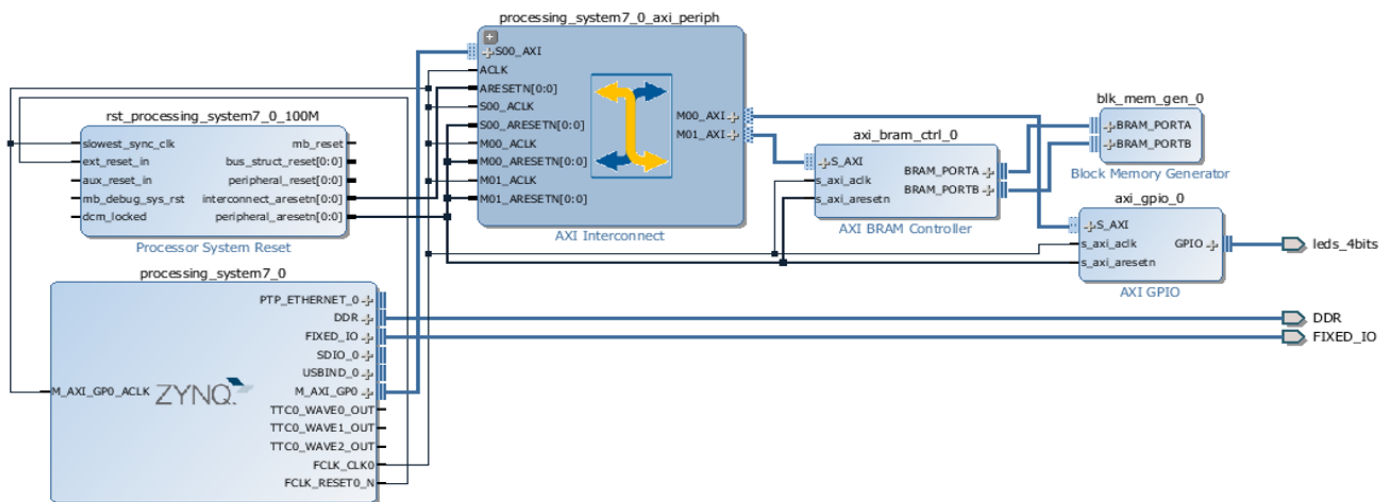 processing_system7_0_axi_periph
S00_AXI
ACLK
ARESETN[0:0]
S00_ACLK
S00_ARESETN[0:0]
M00_ACLK
M00_ARESETN[0:0]
M01_ACLK
M01_ARESETN[0:0]
M00_AXI
M01_AXI
AXI Interconnect
rst_processing_system7_0_100M
slowest_sync_clk
ext_reset_in
aux_reset_in
mb_debug_sys_rst
dcm_locked
mb_reset
bus_struct_reset[0:0]
peripheral_reset[0:0]
interconnect_aresetn[0:0]
peripheral_aresetn[0:0]
Processor System Reset
axi_bram_ctrl_0
S_AXI
s_axi_aclk
s_axi_aresetn
BRAM_PORTA
BRAM_PORTB
AXI BRAM Controller
blk_mem_gen_0
BRAM_PORTA
BRAM_PORTB
Block Memory Generator
axi_gpio_0
S_AXI
s_axi_aclk
s_axi_aresetn
GPIO
AXI GPIO
leds_4bits
DDR
FIXED_IO
processing_system7_0
M_AXI_GP0_ACLK
ZYNQ
PTP_ETHERNET_0
DDR
FIXED_IO
SDIO_0
USBIND_0
M_AXI_GP0
TTC0_WAVE0_OUT
TTC0_WAVE1_OUT
TTC0_WAVE2_OUT
FCLK_CLK0
FCLK_RESET0_N